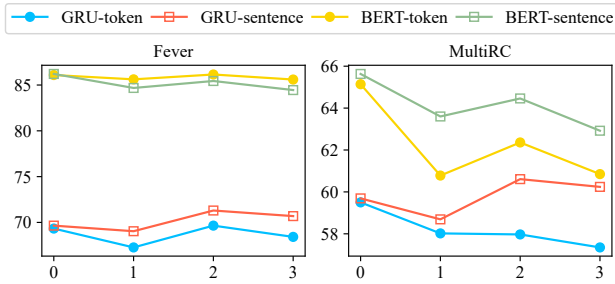 GRU-token GRU-sentence BERT-token BERT-sentence
Fever
85
80
75
70
0 1 2 3
MultiRC
66
64
62
60
58
0 1 2 3